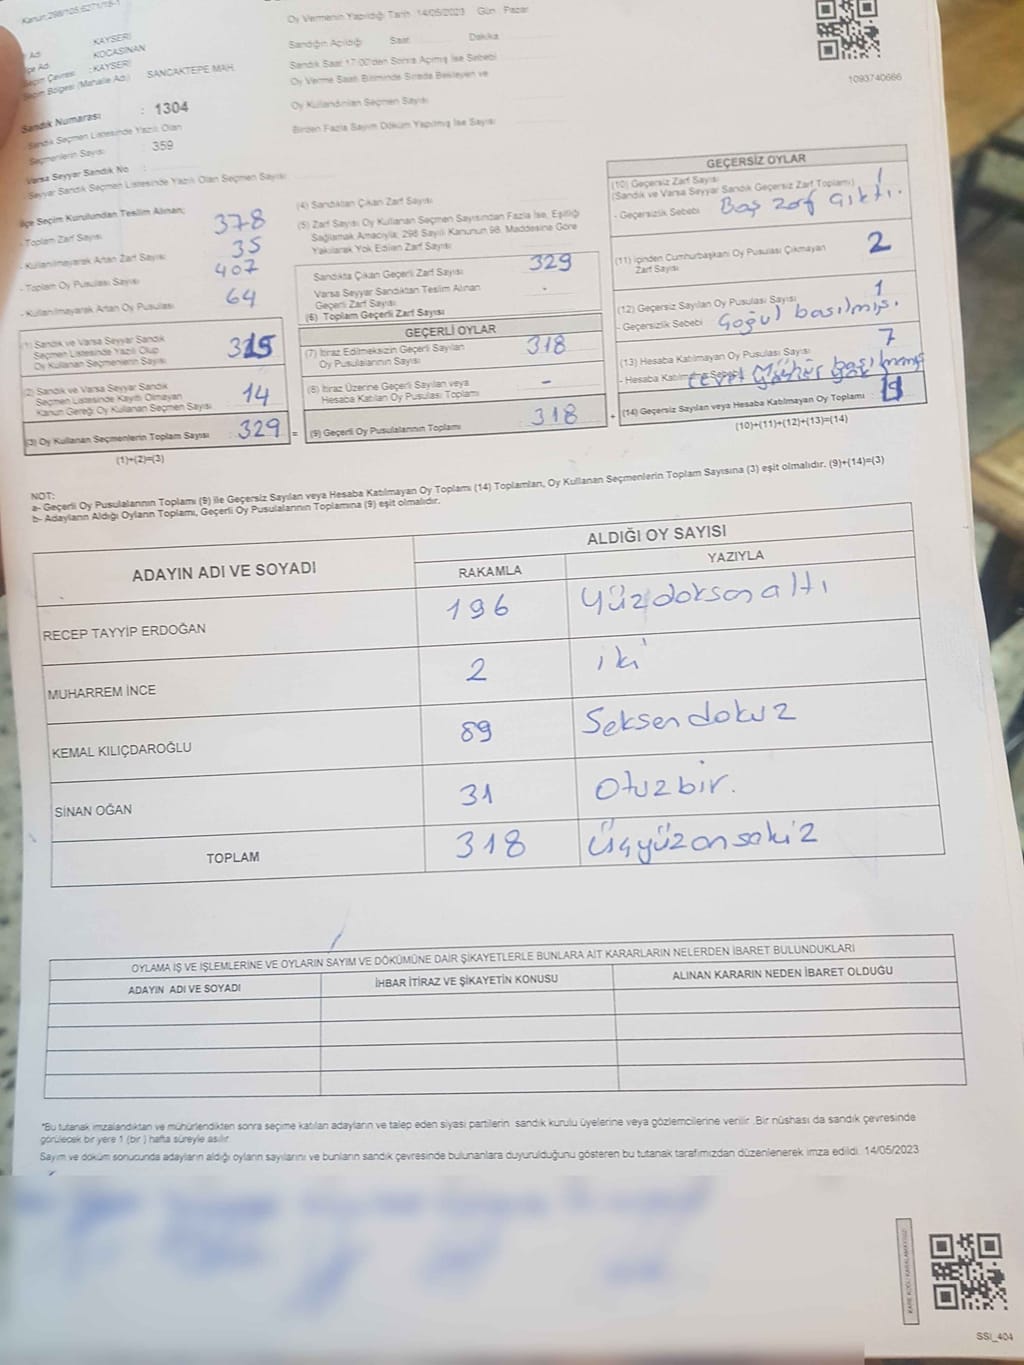 Kanun:298/105,6271/18-1
Adı KAYSERİ
İlçe Adı KOCASİNAN
Seçim Çevresi : KAYSERİ
Seçim Bölgesi (Mahalle Adı) SANCAKTEPE MAH.
Sandık Numarası : 1304
- Sandık Seçmen Listesinde Yazılı Olan
Seçmenlerin Sayısı : 359
Varsa Seyyar Sandık No :
Seyyar Sandık Seçmen Listesinde Yazılı Olan Seçmen Sayısı
Oy Vermenin Yapıldığı Tarih 14/05/2023 Gün : Pazar
Sandığın Açıldığı Saat Dakika
Sandık Saat 17:00'den Sonra Açımış İse Sebebi
Oy Verme Saati Bitiminde Sırada Bekleyen ve
Oy Kullandırılan Seçmen Sayısı
Birden Fazla Sayım Döküm Yapılmış İse Sayısı
1093740666
İlçe Seçim Kurulundan Teslim Alınan;
- Toplam Zarf Sayısı 378
- Kullanılmayarak Artan Zarf Sayısı 35
- Toplam Oy Pusulası Sayısı 407
- Kullanılmayarak Artan Oy Pusulası 64
(1) Sandık ve Varsa Seyyar Sandık
Seçmen Listesinde Yazılı Olup
Oy Kullanan Seçmenlerin Sayısı 315
(2) Sandık ve Varsa Seyyar Sandık
Seçmen Listesinde Kayıtlı Olmayan
Kanun Gereği Oy Kullanan Seçmen Sayısı 14
(3) Oy Kullanan Seçmenlerin Toplam Sayısı : 329 =
(1)+(2)=(3)
(4) Sandıktan Çıkan Zarf Sayısı
(5) Zarf Sayısı Oy Kullanan Seçmen Sayısından Fazla İse, Eşitliği
Sağlamak Amacıyla, 298 Sayılı Kanunun 98. Maddesine Göre
Yakılarak Yok Edilen Zarf Sayısı
Sandıkta Çıkan Geçerli Zarf Sayısı 329
Varsa Seyyar Sandıktan Teslim Alınan
Geçerli Zarf Sayısı -
(6) Toplam Geçerli Zarf Sayısı
GEÇERLİ OYLAR
(7) İtiraz Edilmeksizin Geçerli Sayılan
Oy Pusulalarının Sayısı 318
(8) İtiraz Üzerine Geçerli Sayılan veya
Hesaba Katılan Oy Pusulası Toplamı -
(9) Geçerli Oy Pusulalarının Toplamı 318 +
GEÇERSİZ OYLAR
(10) Geçersiz Zarf Sayısı 1
(Sandık ve Varsa Seyyar Sandık Geçersiz Zarf Toplamı)
- Geçersizlik Sebebi Boş zarf çıktı.
(11) İçinden Cumhurbaşkanı Oy Pusulası Çıkmayan
Zarf Sayısı 2
(12) Geçersiz Sayılan Oy Pusulası Sayısı 1
- Geçersizlik Sebebi Çoğul basılmış.
(13) Hesaba Katılmayan Oy Pusulası Sayısı 7
- Hesaba Katılmama Sebebi Mühür
(14) Geçersiz Sayılan veya Hesaba Katılmayan Oy Toplamı : 11
(10)+(11)+(12)+(13)=(14)
NOT:
a- Geçerli Oy Pusulalarının Toplamı (9) ile Geçersiz Sayılan veya Hesaba Katılmayan Oy Toplamı (14) Toplamları, Oy Kullanan Seçmenlerin Toplam Sayısına (3) eşit olmalıdır. (9)+(14)=(3)
b- Adayların Aldığı Oyların Toplamı, Geçerli Oy Pusulalarının Toplamına (9) eşit olmalıdır.
ADAYIN ADI VE SOYADI ALDIĞI OY SAYISI
RAKAMLA YAZIYLA
RECEP TAYYİP ERDOĞAN 196 Yüzdoksanaltı
MUHARREM İNCE 2 iki
KEMAL KILIÇDAROĞLU 89 Seksendokuz
SİNAN OĞAN 31 Otuzbir.
TOPLAM 318 Üçyüzonsekiz
OYLAMA İŞ VE İŞLEMLERİNE VE OYLARIN SAYIM VE DÖKÜMÜNE DAİR ŞİKAYETLERLE BUNLARA AİT KARARLARIN NELERDEN İBARET BULUNDUKLARI
ADAYIN ADI VE SOYADI İHBAR İTİRAZ VE ŞİKAYETİN KONUSU ALINAN KARARIN NEDEN İBARET OLDUĞU
*Bu tutanak imzalandıktan ve mühürlendikten sonra seçime katılan adayların ve talep eden siyasi partilerin sandık kurulu üyelerine veya gözlemcilerine verilir. Bir nüshası da sandık çevresinde
görülecek bir yere 1 (bir ) hafta süreyle asılır
Sayım ve döküm sonucunda adayların aldığı oyların sayılarını ve bunların sandık çevresinde bulunanlara duyurulduğunu gösteren bu tutanak tarafımızdan düzenlenerek imza edildi. 14/05/2023
KARE KODU KARALAMAYINIZ
SSI_404